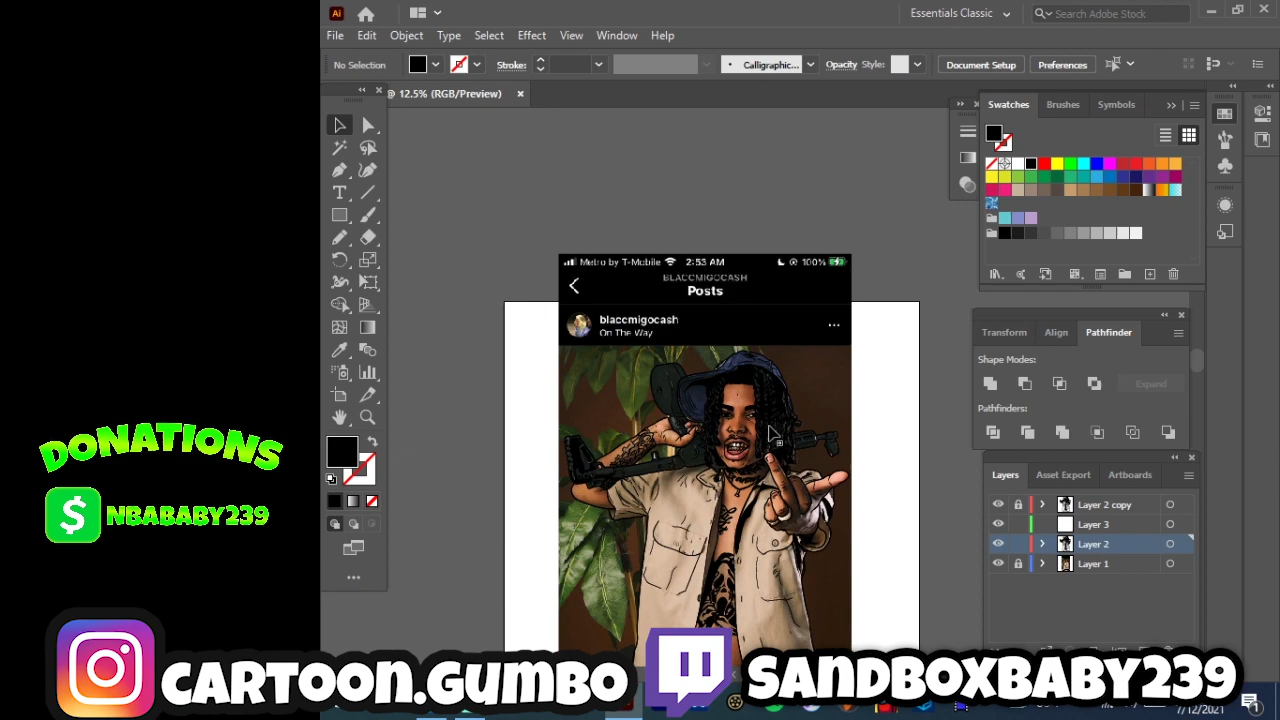 Ai
Essentials Classic
Search Adobe Stock
File Edit Object Type Select Effect View Window Help
No Selection
Stroke:
Calligraphic...
Opacity
Style:
Document Setup
Preferences
@ 12.5% (RGB/Preview)
Swatches Brushes Symbols
Metro by T-Mobile 2:53 AM 100%
BLACCMIGOCASH
Posts
blaccmigocash
On The Way
Transform Align Pathfinder
Shape Modes:
Expand
Pathfinders:
Layers Asset Export Artboards
Layer 2 copy
Layer 3
Layer 2
Layer 1
DONATIONS
$ NBABABY239
CARTOON.GUMBO
SANDBOXBABY239
7/12/2021
1